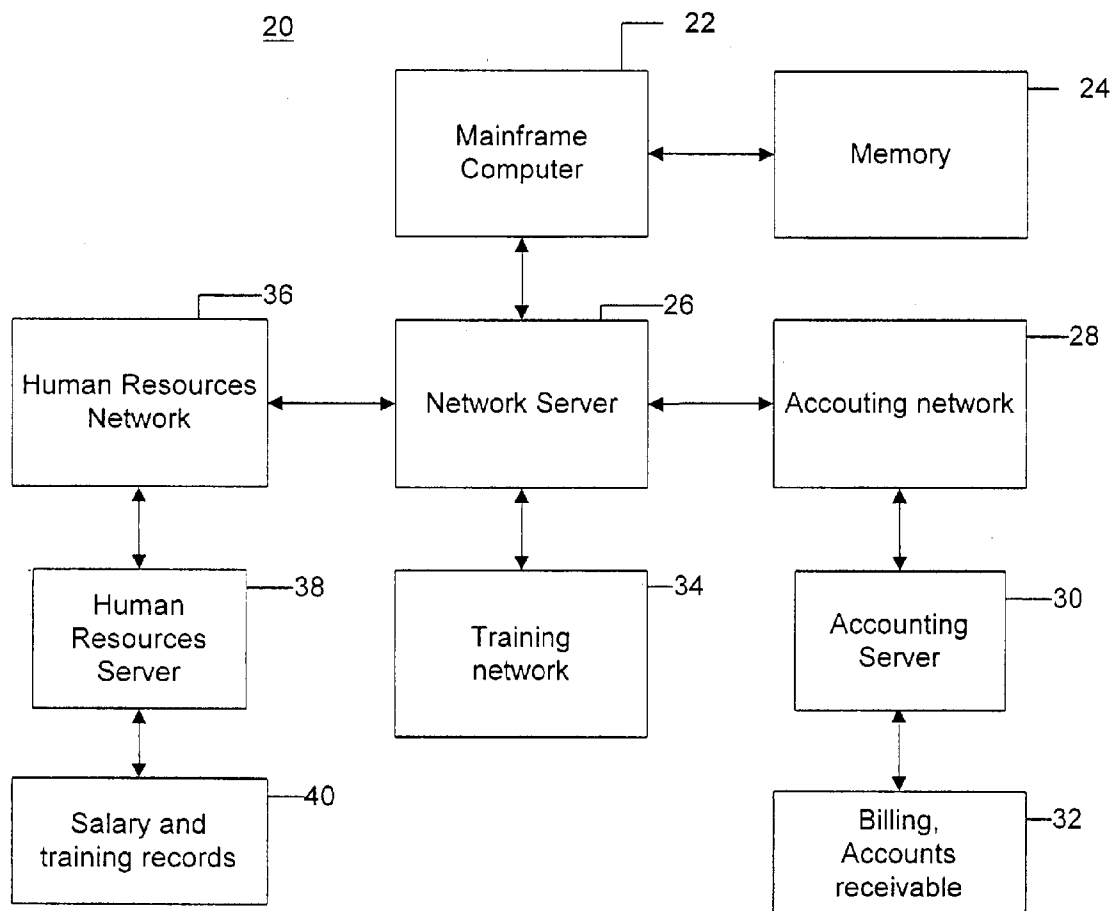 20
22
Mainframe
Computer
24
Memory
36
Human Resources
Network
26
Network Server
28
Accouting network
38
Human
Resources
Server
34
Training
network
30
Accounting
Server
40
Salary and
training records
32
Billing,
Accounts
receivable